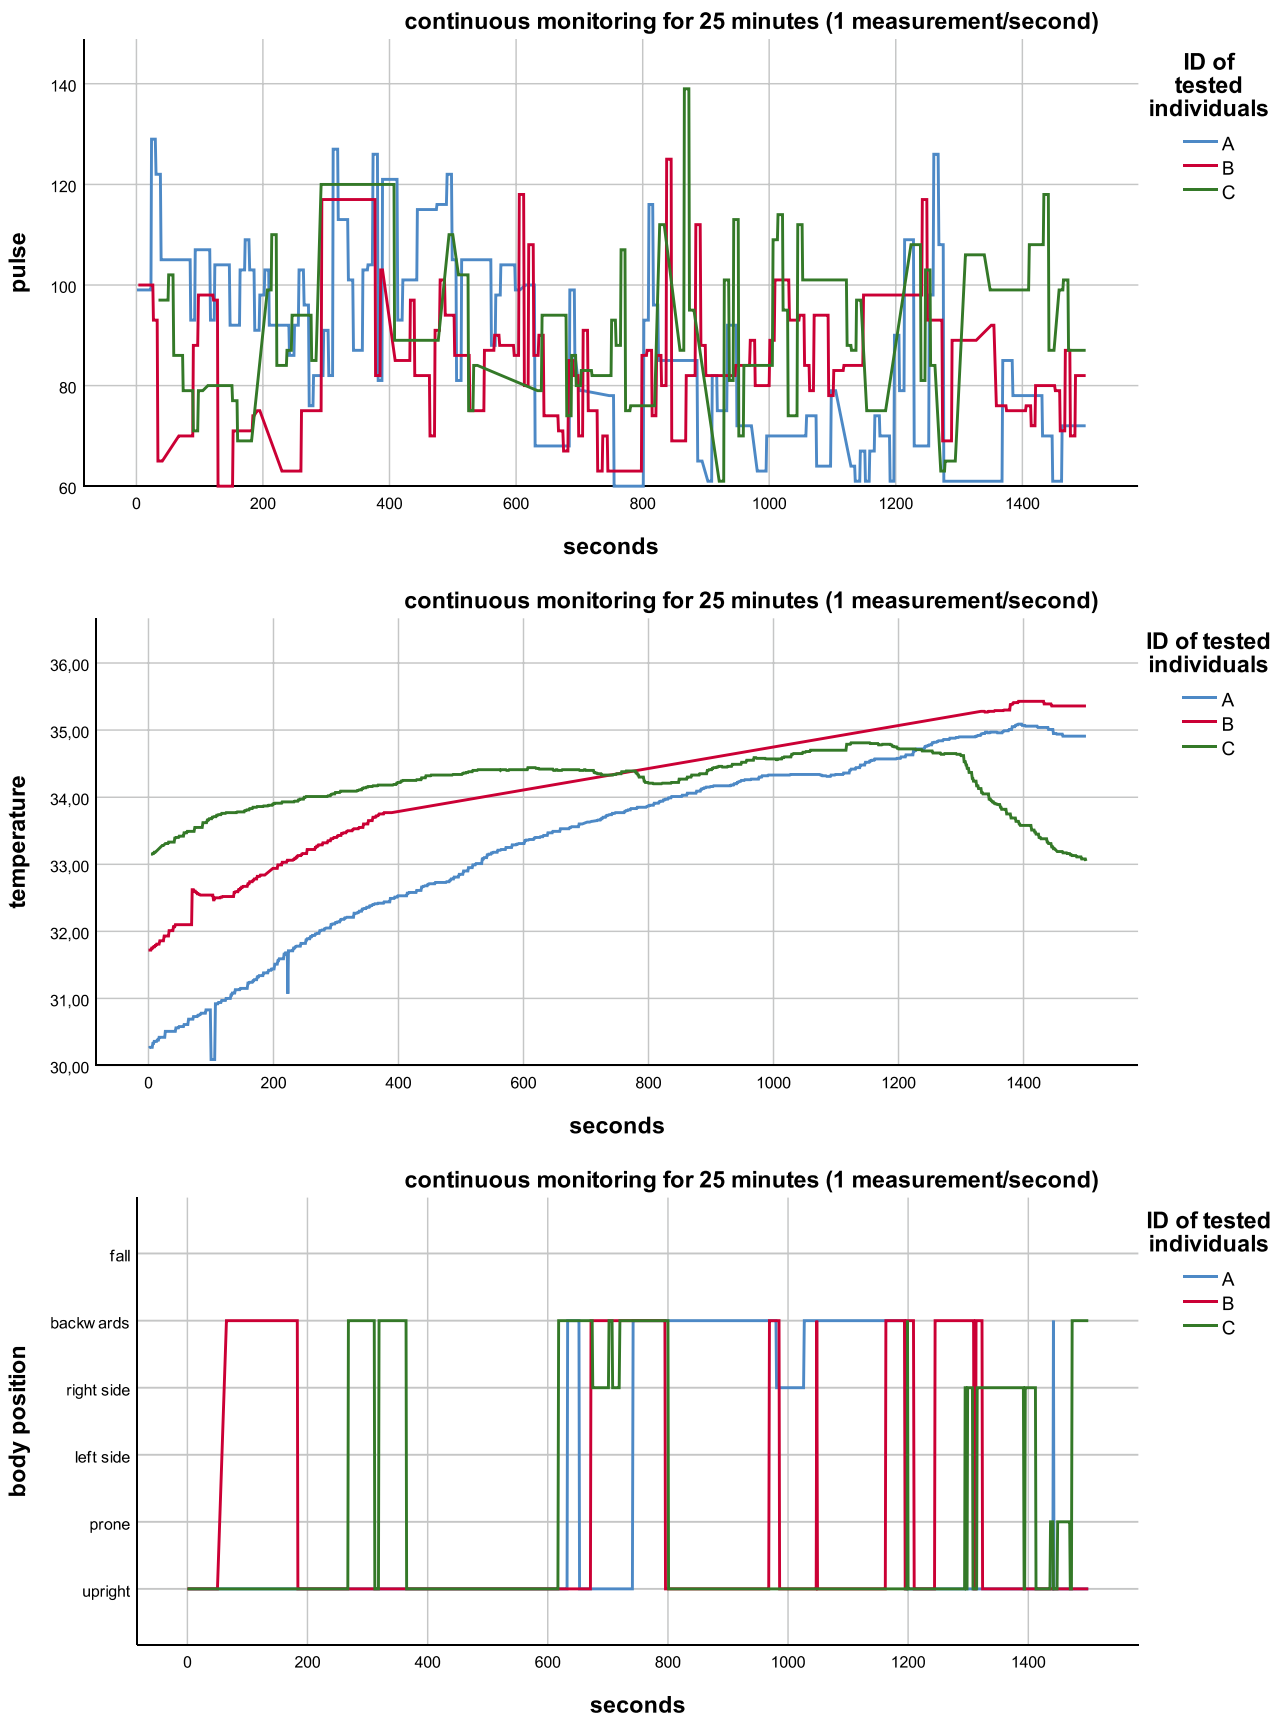 continuous monitoring for 25 minutes (1 measurement/second)
ID of
tested
individuals
A
B
C
pulse
140
120
100
80
60
0 200 400 600 800 1000 1200 1400
seconds
continuous monitoring for 25 minutes (1 measurement/second)
ID of tested
individuals
A
B
C
temperature
36,00
35,00
34,00
33,00
32,00
31,00
30,00
0 200 400 600 800 1000 1200 1400
seconds
continuous monitoring for 25 minutes (1 measurement/second)
ID of tested
individuals
A
B
C
body position
fall
backwards
right side
left side
prone
upright
0 200 400 600 800 1000 1200 1400
seconds